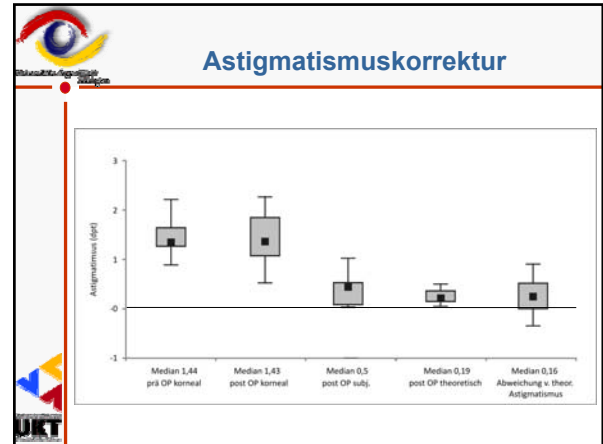 Astigmatismuskorrektur
Astigmatimsus (dpt)
3
2
1
-0
-1
Median 1,44
prä OP korneal
Median 1,43
post OP korneal
Median 0,5
post OP subj.
Median 0,19
post OP theoretisch
Median 0,16
Abweichung v. theor.
Astigmatismus
UKT